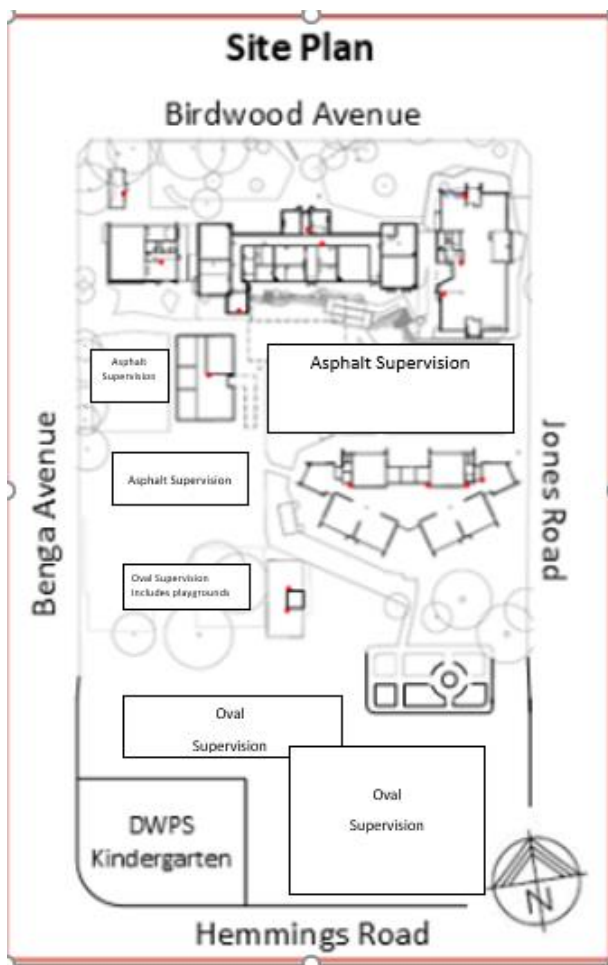 Site Plan
Birdwood Avenue
Asphalt
Supervision
Asphalt Supervision
Benga Avenue
Jones Road
Asphalt Supervision
Oval Supervision
Includes playgrounds
Oval
Supervision
Oval
Supervision
DWPS
Kindergarten
N
Hemmings Road